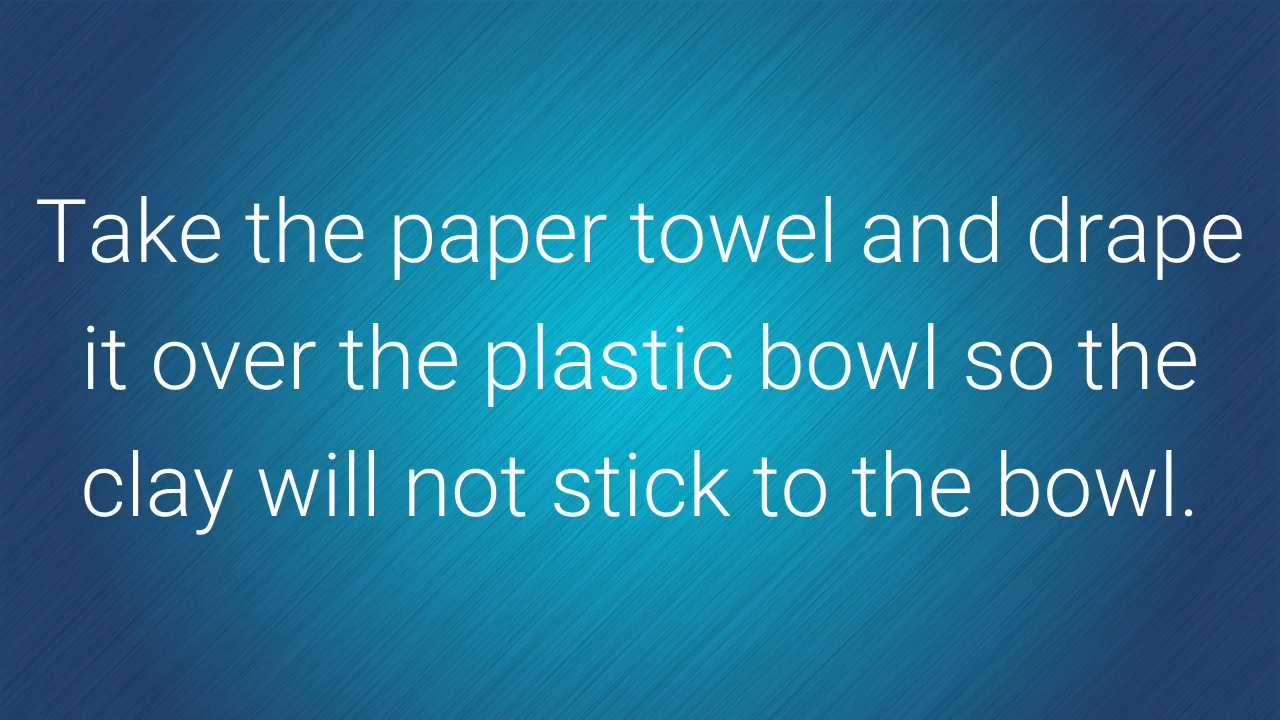 Take the paper towel and drape
it over the plastic bowl so the
clay will not stick to the bowl.